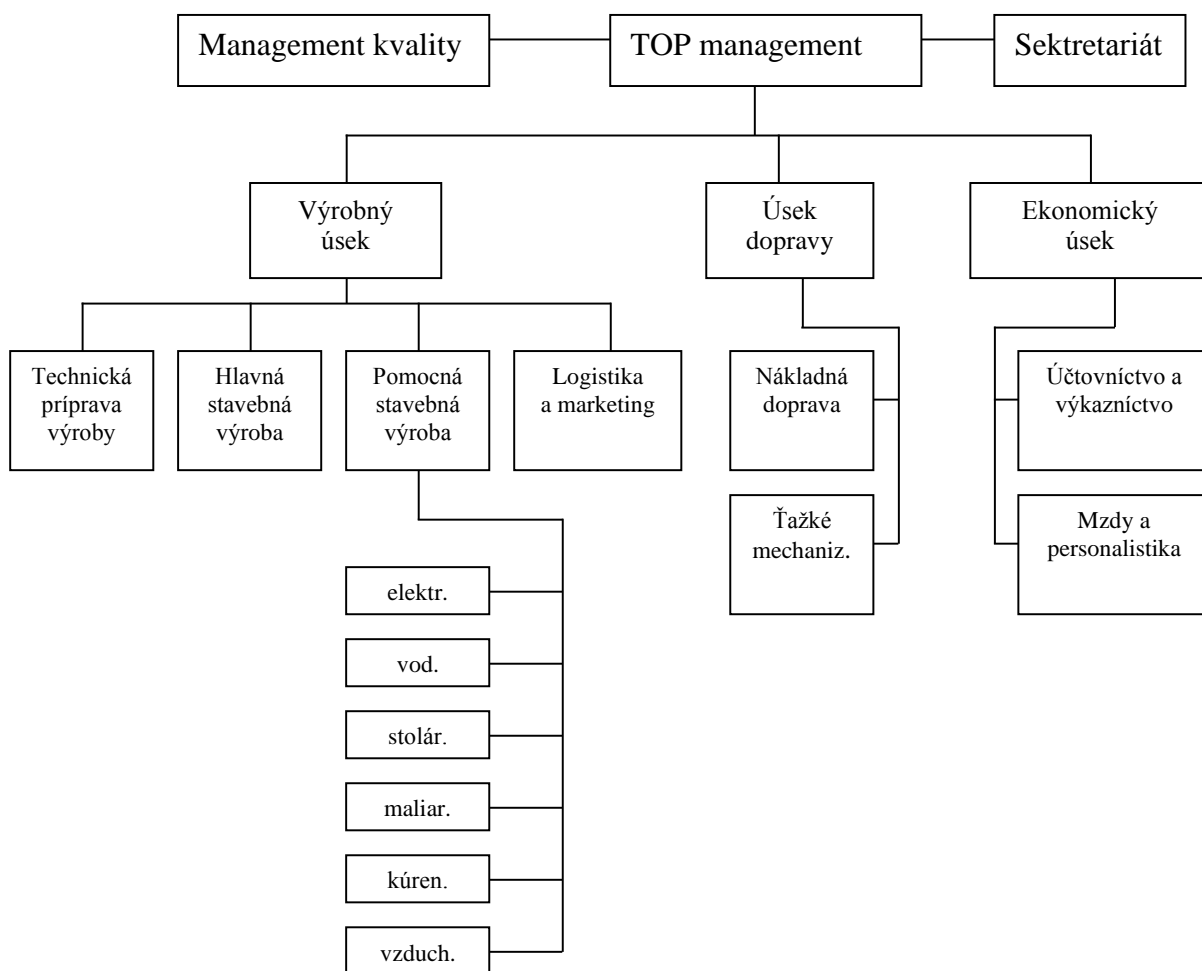 Management kvality
TOP management
Sektretariát
Výrobný
úsek
Úsek
dopravy
Ekonomický
úsek
Technická
príprava
výroby
Hlavná
stavebná
výroba
Pomocná
stavebná
výroba
Logistika
a marketing
Nákladná
doprava
Účtovníctvo a
výkazníctvo
Ťažké
mechaniz.
Mzdy a
personalistika
elektr.
vod.
stolár.
maliar.
kúren.
vzduch.